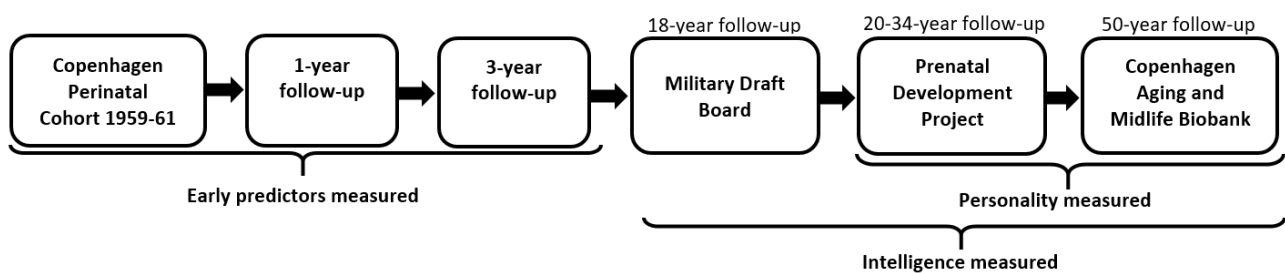 18-year follow-up
20-34-year follow-up
50-year follow-up
Copenhagen
Perinatal
Cohort 1959-61
1-year
follow-up
3-year
follow-up
Military Draft
Board
Prenatal
Development
Project
Copenhagen
Aging and
Midlife Biobank
Early predictors measured
Personality measured
Intelligence measured